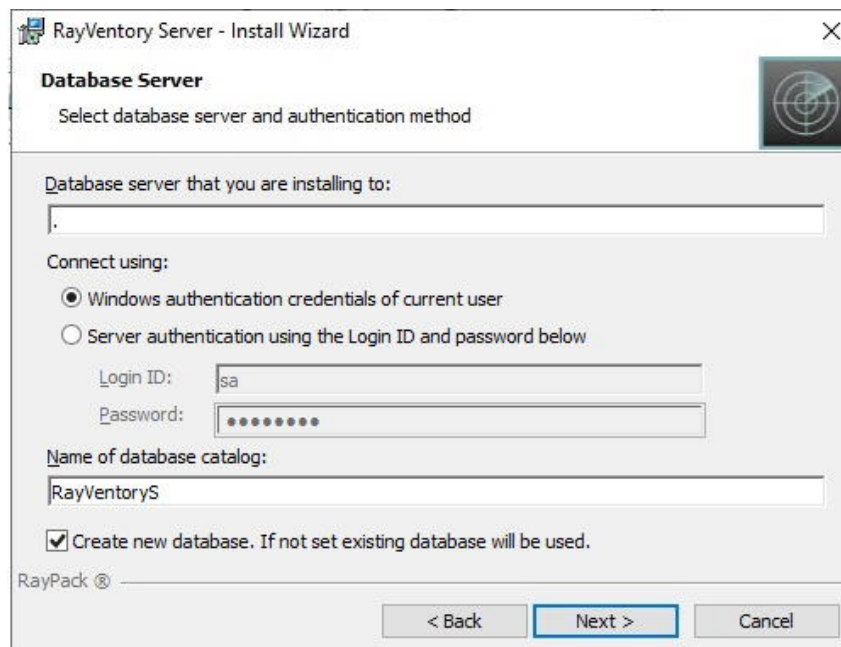 RayVentory Server - Install Wizard
Database Server
Select database server and authentication method
Database server that you are installing to:
.
Connect using:
Windows authentication credentials of current user
Server authentication using the Login ID and password below
Login ID:
sa
Password:
••••••••
Name of database catalog:
RayVentoryS
Create new database. If not set existing database will be used.
RayPack ®
< Back
Next >
Cancel